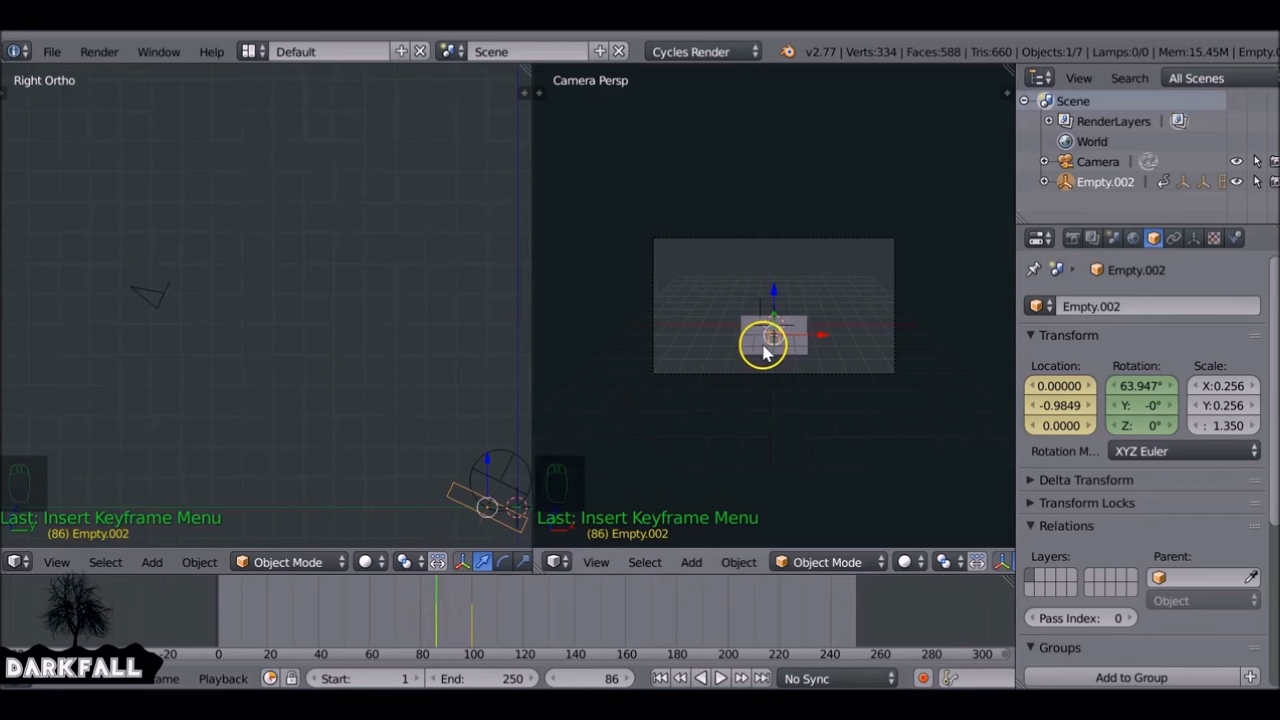 File Render Window Help Default Scene Cycles Render v2.77 | Verts:334 | Faces:588 | Tris:660 | Objects:1/7 | Lamps:0/0 | Mem:15.45M | Empty.
Right Ortho
Camera Persp
View Search All Scenes
Scene
RenderLayers
World
Camera
Empty.002
Empty.002
Empty.002
Transform
Location: Rotation: Scale:
0.00000 63.947° X:0.256
-0.9849 Y: -0° Y:0.256
0.0000 Z: 0° : 1.350
Rotation M... XYZ Euler
Delta Transform
Transform Locks
Relations
Layers: Parent:
Object
Pass Index: 0
Groups
Add to Group
Last: Insert Keyframe Menu
(86) Empty.002
Last: Insert Keyframe Menu
(86) Empty.002
View Select Add Object Object Mode
View Select Add Object Object Mode
-20 0 20 40 60 80 100 120 140 160 180 200 220 240 260 280 300
Playback Start: 1 End: 250 86 No Sync
DARKFALL